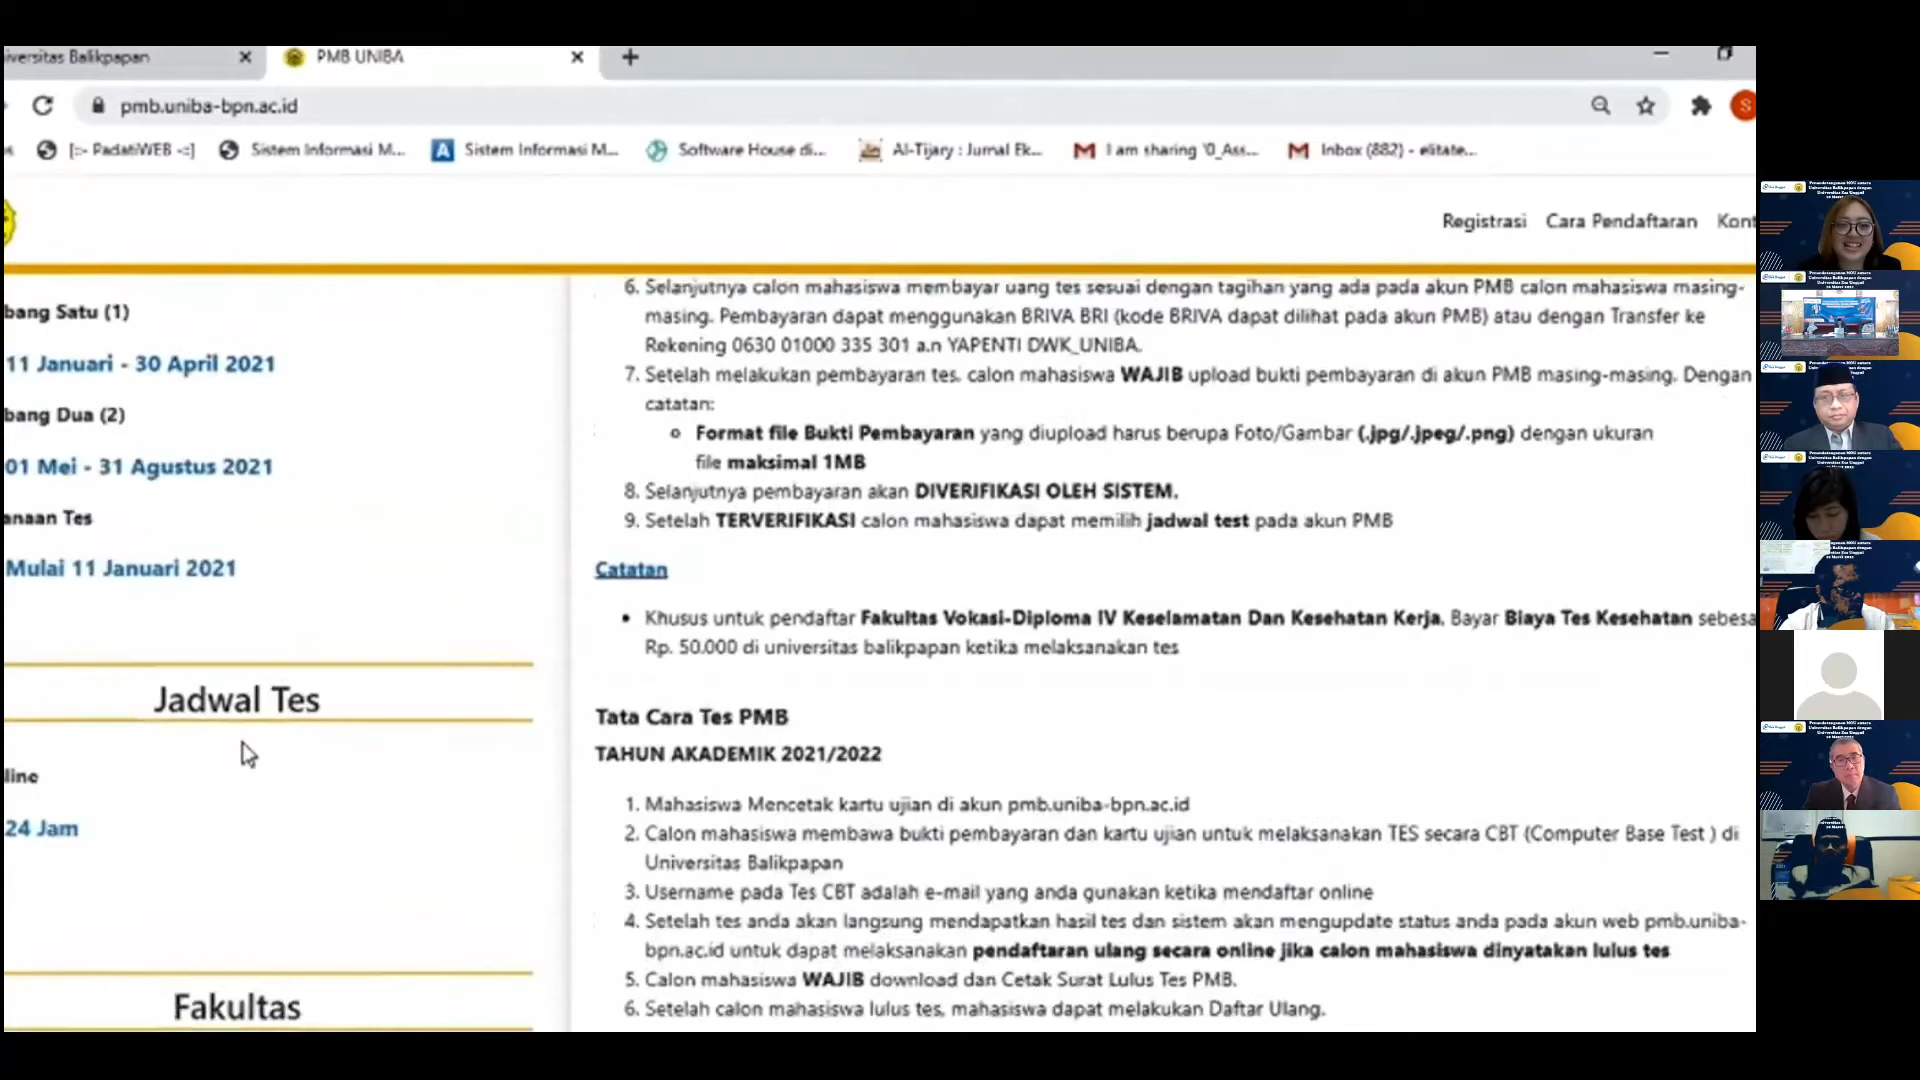 iversitas Balikpapan
PMB UNIBA
pmb.uniba-bpn.ac.id
S
[:- PadatiWEB -:]
Sistem Informasi M...
Sistem Informasi M...
Software House di...
Al-Tijary : Jurnal Ek...
I am sharing '0_Ass...
Inbox (882) - elitate...
Registrasi Cara Pendaftaran Kont
bang Satu (1)
11 Januari - 30 April 2021
bang Dua (2)
01 Mei - 31 Agustus 2021
anaan Tes
Mulai 11 Januari 2021
Jadwal Tes
line
24 Jam
Fakultas
6. Selanjutnya calon mahasiswa membayar uang tes sesuai dengan tagihan yang ada pada akun PMB calon mahasiswa masing-
masing. Pembayaran dapat menggunakan BRIVA BRI (kode BRIVA dapat dilihat pada akun PMB) atau dengan Transfer ke
Rekening 0630 01000 335 301 a.n YAPENTI DWK_UNIBA.
7. Setelah melakukan pembayaran tes, calon mahasiswa WAJIB upload bukti pembayaran di akun PMB masing-masing. Dengan
catatan:
Format file Bukti Pembayaran yang diupload harus berupa Foto/Gambar (.jpg/.jpeg/.png) dengan ukuran
file maksimal 1MB
8. Selanjutnya pembayaran akan DIVERIFIKASI OLEH SISTEM.
9. Setelah TERVERIFIKASI calon mahasiswa dapat memilih jadwal test pada akun PMB
Catatan
• Khusus untuk pendaftar Fakultas Vokasi-Diploma IV Keselamatan Dan Kesehatan Kerja, Bayar Biaya Tes Kesehatan sebesa
Rp. 50.000 di universitas balikpapan ketika melaksanakan tes
Tata Cara Tes PMB
TAHUN AKADEMIK 2021/2022
1. Mahasiswa Mencetak kartu ujian di akun pmb.uniba-bpn.ac.id
2. Calon mahasiswa membawa bukti pembayaran dan kartu ujian untuk melaksanakan TES secara CBT (Computer Base Test ) di
Universitas Balikpapan
3. Username pada Tes CBT adalah e-mail yang anda gunakan ketika mendaftar online
4. Setelah tes anda akan langsung mendapatkan hasil tes dan sistem akan mengupdate status anda pada akun web pmb.uniba-
bpn.ac.id untuk dapat melaksanakan pendaftaran ulang secara online jika calon mahasiswa dinyatakan lulus tes
5. Calon mahasiswa WAJIB download dan Cetak Surat Lulus Tes PMB.
6. Setelah calon mahasiswa lulus tes, mahasiswa dapat melakukan Daftar Ulang.
Penandatanganan MOU antara
Universitas Balikpapan dengan
Universitas Esa Unggul